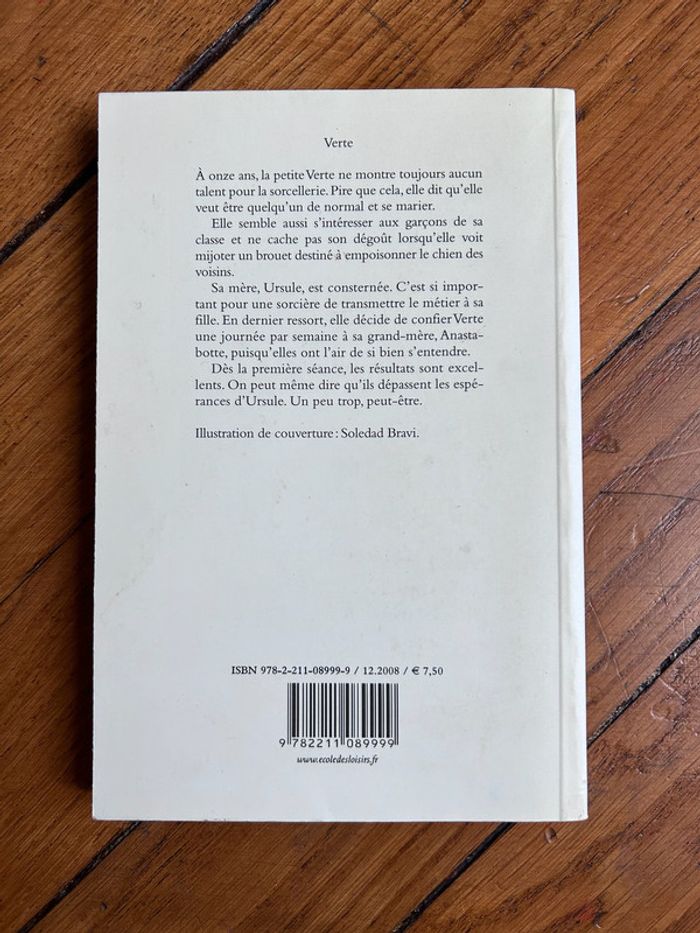 Verte
À onze ans, la petite Verte ne montre toujours aucun
talent pour la sorcellerie. Pire que cela, elle dit qu'elle
veut être quelqu'un de normal et se marier.
Elle semble aussi s'intéresser aux garçons de sa
classe et ne cache pas son dégoût lorsqu'elle voit
mijoter un brouet destiné à empoisonner le chien des
voisins.
Sa mère, Ursule, est consternée. C'est si impor-
tant pour une sorcière de transmettre le métier à sa
fille. En dernier ressort, elle décide de confier Verte
une journée par semaine à sa grand-mère, Anasta-
botte, puisqu'elles ont l'air de si bien s'entendre.
Dès la première séance, les résultats sont excel-
lents. On peut même dire qu'ils dépassent les espé-
rances d'Ursule. Un peu trop, peut-être.
Illustration de couverture : Soledad Bravi.
ISBN 978-2-211-08999-9 / 12.2008 / € 7,50
9 782211 089999
www.ecoledesloisirs.fr